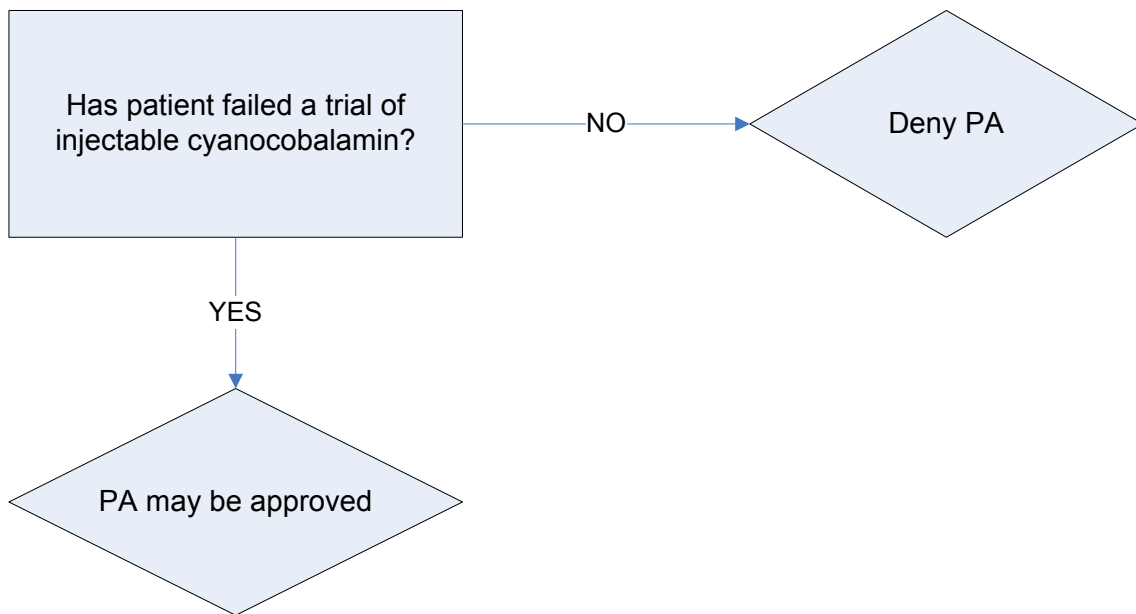 Has patient failed a trial of
injectable cyanocobalamin?
NO
Deny PA
YES
PA may be approved